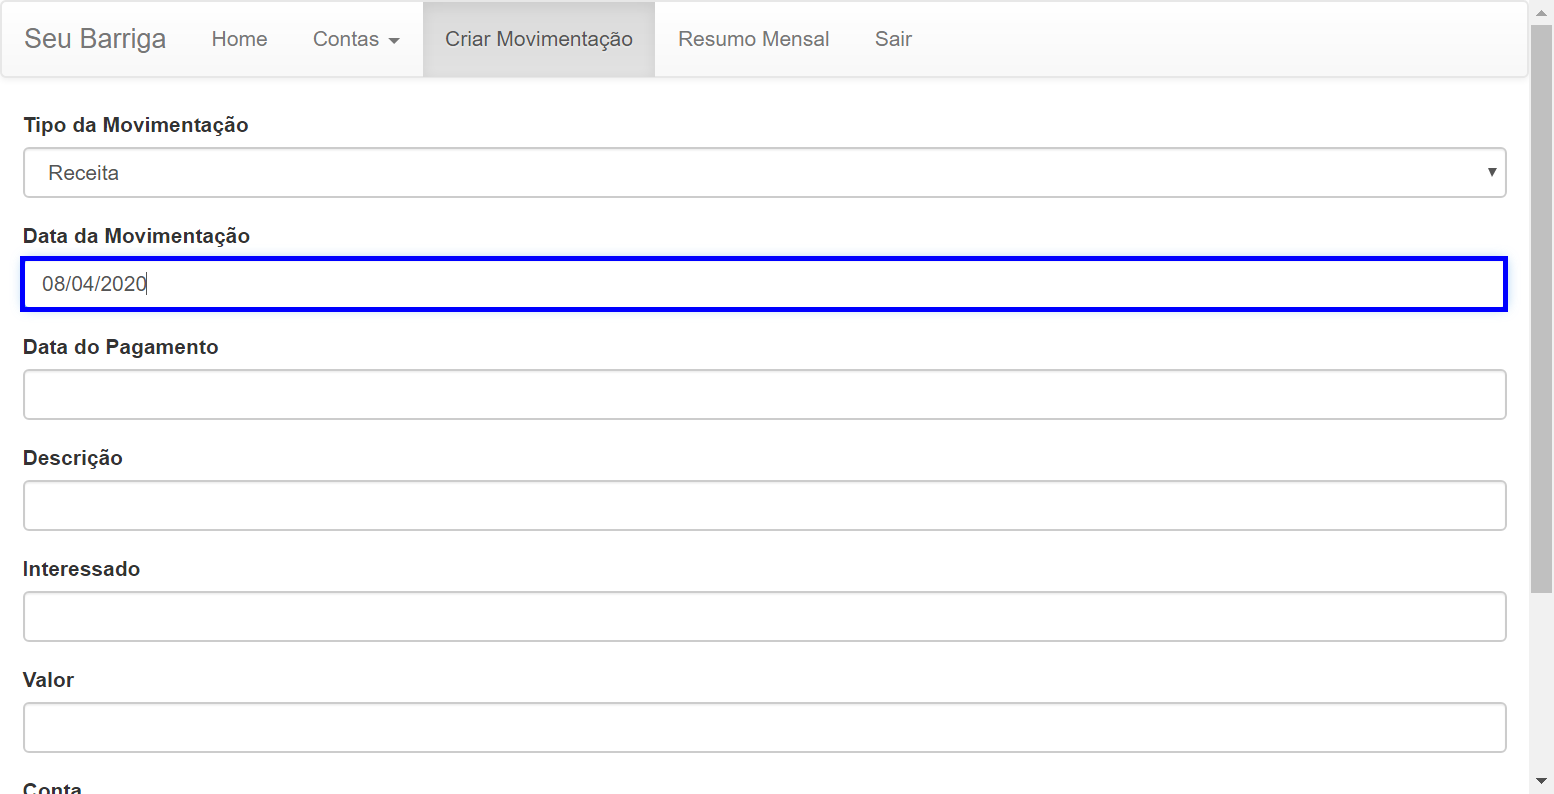 Seu Barriga Home Contas Criar Movimentação Resumo Mensal Sair
Tipo da Movimentação
Receita
Data da Movimentação
08/04/2020
Data do Pagamento
Descrição
Interessado
Valor
Conta